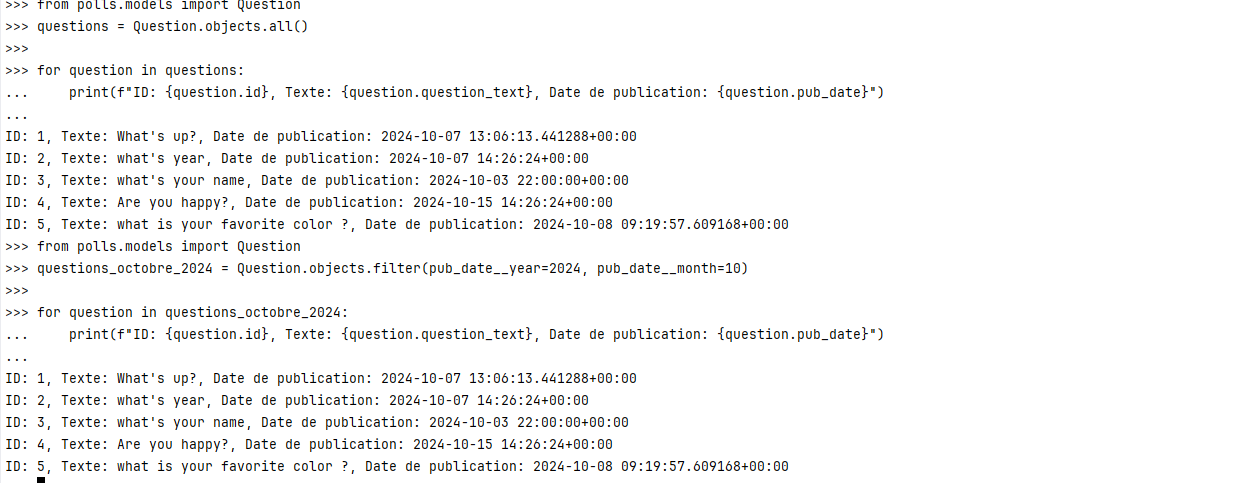 >>> from polls.models import Question
>>> questions = Question.objects.all()
>>>
>>> for question in questions:
...     print(f"ID: {question.id}, Texte: {question.question_text}, Date de publication: {question.pub_date}")
...
ID: 1, Texte: What's up?, Date de publication: 2024-10-07 13:06:13.441288+00:00
ID: 2, Texte: what's year, Date de publication: 2024-10-07 14:26:24+00:00
ID: 3, Texte: what's your name, Date de publication: 2024-10-03 22:00:00+00:00
ID: 4, Texte: Are you happy?, Date de publication: 2024-10-15 14:26:24+00:00
ID: 5, Texte: what is your favorite color ?, Date de publication: 2024-10-08 09:19:57.609168+00:00
>>> from polls.models import Question
>>> questions_octobre_2024 = Question.objects.filter(pub_date__year=2024, pub_date__month=10)
>>>
>>> for question in questions_octobre_2024:
...     print(f"ID: {question.id}, Texte: {question.question_text}, Date de publication: {question.pub_date}")
...
ID: 1, Texte: What's up?, Date de publication: 2024-10-07 13:06:13.441288+00:00
ID: 2, Texte: what's year, Date de publication: 2024-10-07 14:26:24+00:00
ID: 3, Texte: what's your name, Date de publication: 2024-10-03 22:00:00+00:00
ID: 4, Texte: Are you happy?, Date de publication: 2024-10-15 14:26:24+00:00
ID: 5, Texte: what is your favorite color ?, Date de publication: 2024-10-08 09:19:57.609168+00:00